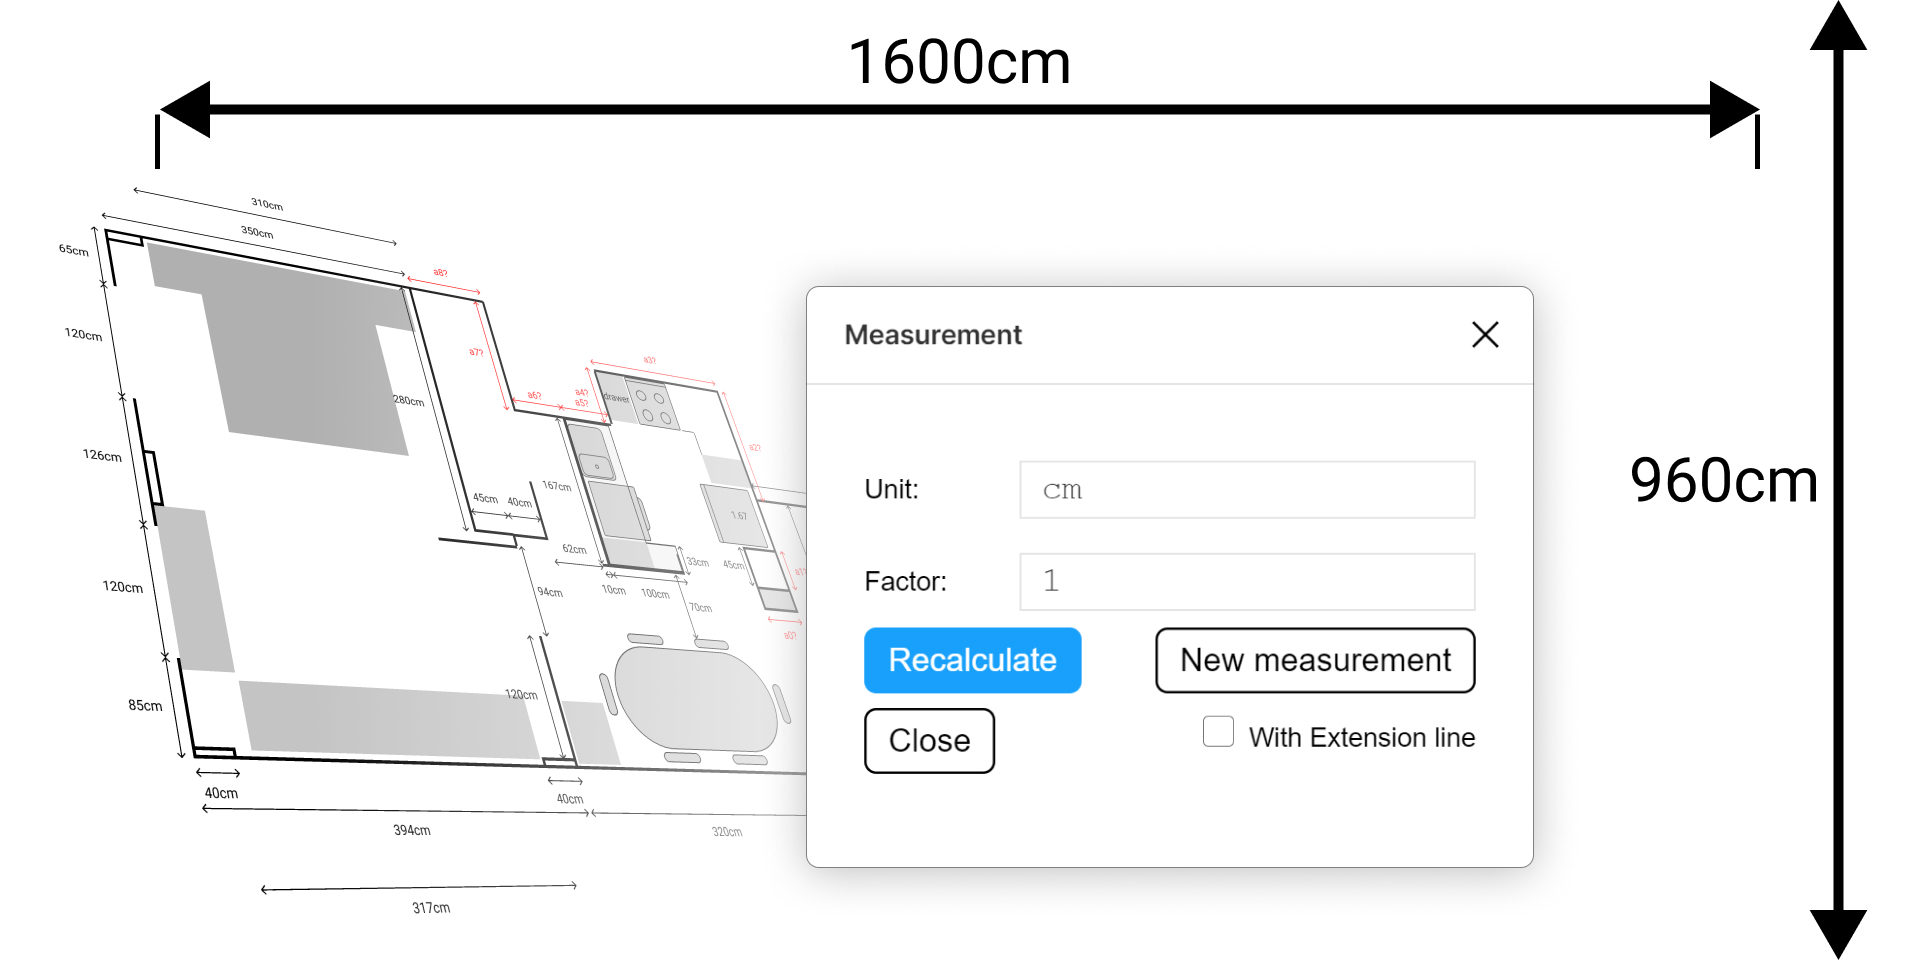 1600cm
960cm
310cm
350cm
65cm
a8?
120cm
a7?
a3?
280cm
a6?
a4?
a5?
drawer
126cm
a2?
45cm
40cm
167cm
1.67
62cm
33cm
45cm
120cm
94cm
10cm
100cm
70cm
a0?
85cm
120cm
40cm
40cm
394cm
320cm
317cm
Measurement
Unit:
cm
Factor:
1
Recalculate
New measurement
Close
With Extension line